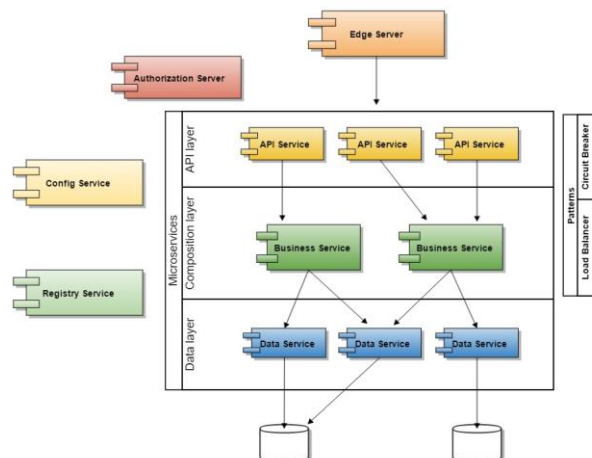 Edge Server
Authorization Server
Microservices
API layer
API Service
API Service
API Service
Patterns
Circuit Breaker
Load Balancer
Config Service
Composition layer
Business Service
Business Service
Registry Service
Data layer
Data Service
Data Service
Data Service